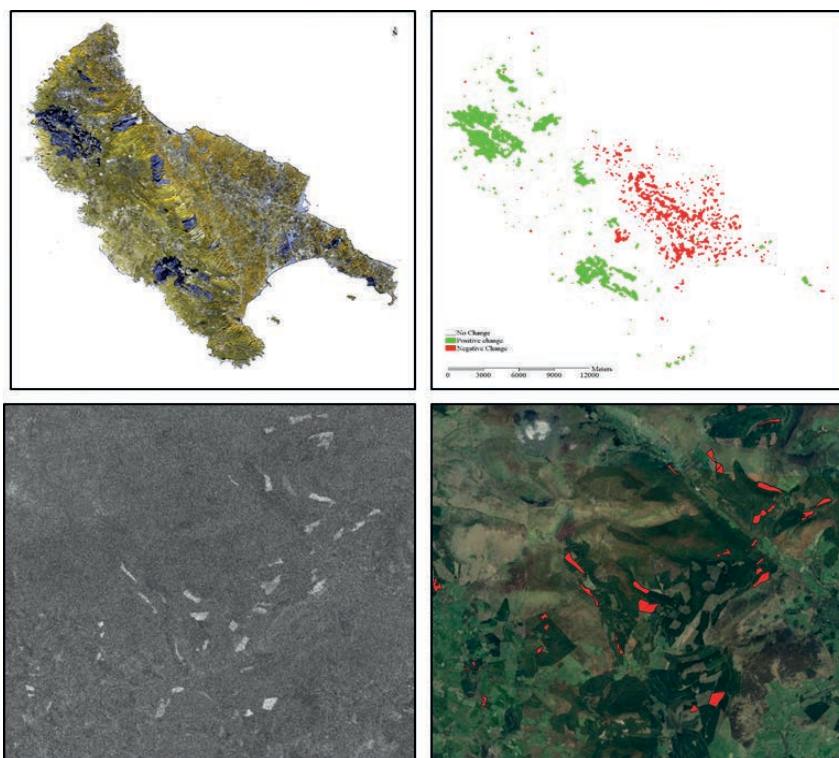 N
No Change
Positive change
Negative Change
Meters
0 3000 6000 9000 12000